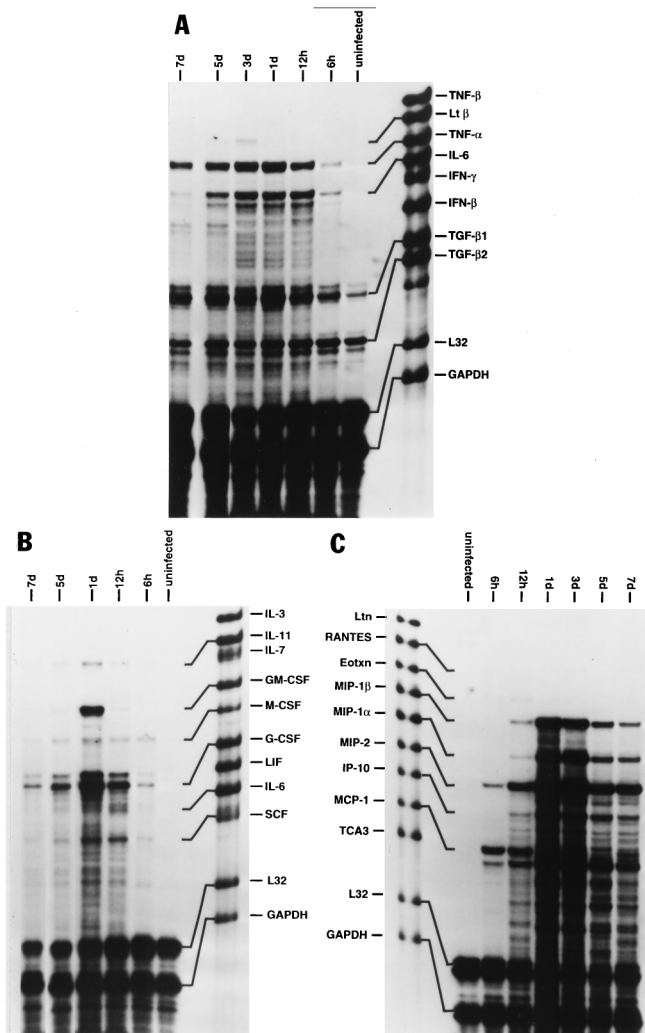 A
7d
5d
3d
1d
12h
6h
uninfected
TNF-β
Lt β
TNF-α
IL-6
IFN-γ
IFN-β
TGF-β1
TGF-β2
L32
GAPDH
B
7d
5d
1d
12h
6h
uninfected
IL-3
IL-11
IL-7
GM-CSF
M-CSF
G-CSF
LIF
IL-6
SCF
L32
GAPDH
C
uninfected
6h
12h
1d
3d
5d
7d
Ltn
RANTES
Eotxn
MIP-1β
MIP-1α
MIP-2
IP-10
MCP-1
TCA3
L32
GAPDH